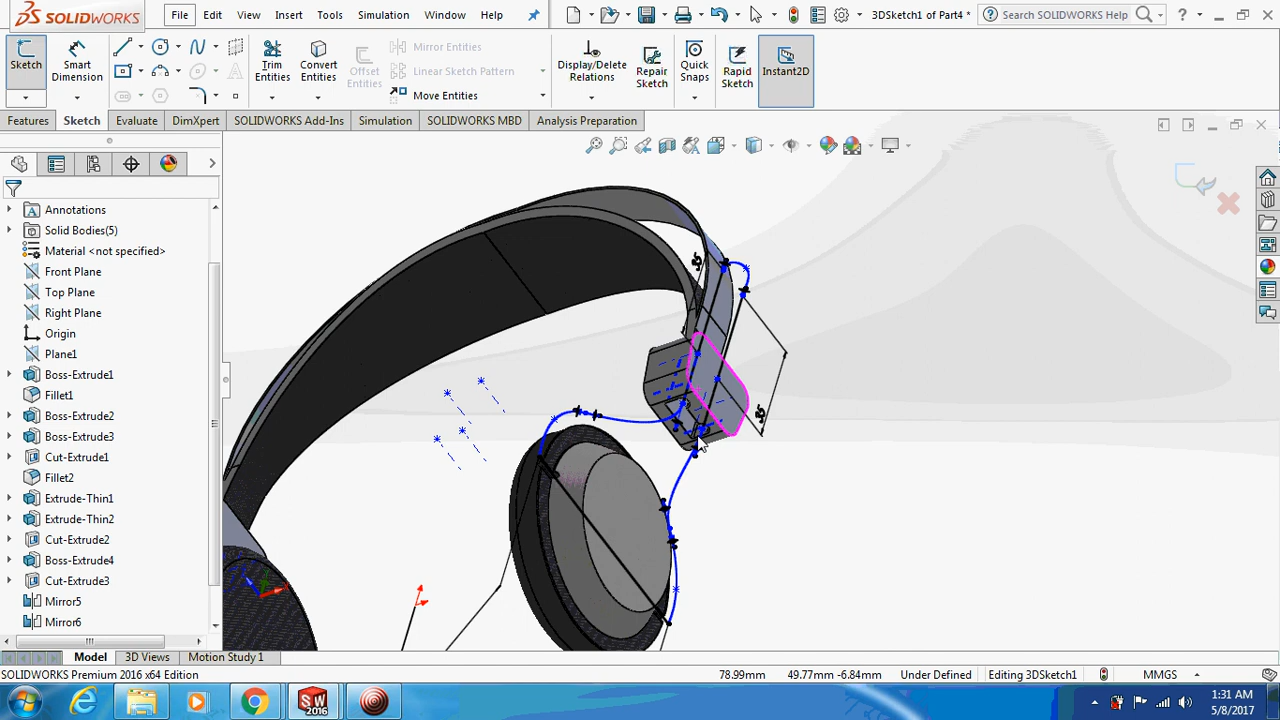 SOLIDWORKS File Edit View Insert Tools Simulation Window Help 3DSketch1 of Part4 * Search SOLIDWORKS Help ?
Sketch
Smart Dimension
Trim Entities
Convert Entities
Offset Entities
Mirror Entities
Linear Sketch Pattern
Move Entities
Display/Delete Relations
Repair Sketch
Quick Snaps
Rapid Sketch
Instant2D
Features Sketch Evaluate DimXpert SOLIDWORKS Add-Ins Simulation SOLIDWORKS MBD Analysis Preparation
Annotations
Solid Bodies(5)
Material <not specified>
Front Plane
Top Plane
Right Plane
Origin
Plane1
Boss-Extrude1
Fillet1
Boss-Extrude2
Boss-Extrude3
Cut-Extrude1
Fillet2
Extrude-Thin1
Extrude-Thin2
Cut-Extrude2
Boss-Extrude4
Cut-Extrude3
Mirror5
Mirror6
Model 3D Views Motion Study 1
SOLIDWORKS Premium 2016 x64 Edition 78.99mm 49.77mm -6.84mm Under Defined Editing 3DSketch1 MMGS
SW 2016
1:31 AM
5/8/2017